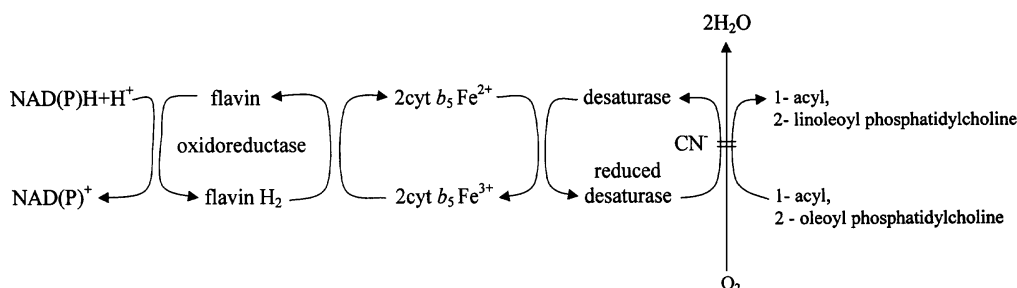 2H₂O
NAD(P)H+H⁺ flavin 2cyt b₅ Fe²⁺ desaturase 1- acyl,
2- linoleoyl phosphatidylcholine
oxidoreductase CN⁻
reduced
NAD(P)⁺ flavin H₂ 2cyt b₅ Fe³⁺ desaturase 1- acyl,
2 - oleoyl phosphatidylcholine
O₂